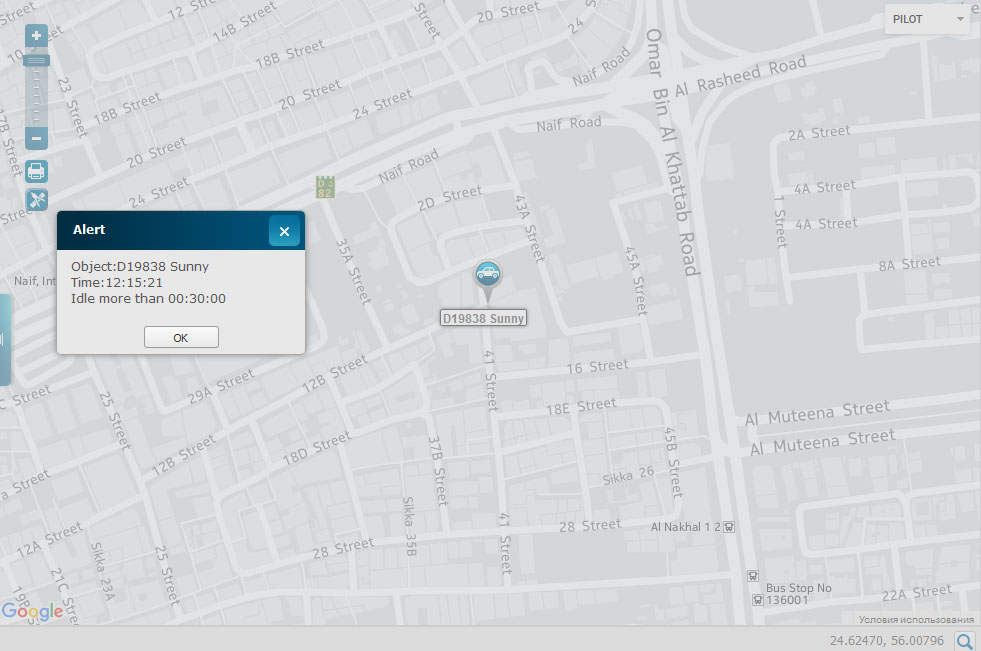 12 Street
20 Street
24 Street
Street
PILOT
10 Street
14B Street
18B Street
Naif Road
Omar Bin Al Khattab Road
Al Rasheed Road
23 Street
17B Street
18B Street
20 Street
24 Street
Naif Road
2A Street
20 Street
24 Street
Naif Road
D 82
2D Street
43A Street
4A Street
4A Street
1 Street
8A Street
35A Street
45A Street
Naif, Int
Alert
Object:D19838 Sunny
Time:12:15:21
Idle more than 00:30:00
OK
D19838 Sunny
41 Street
16 Street
29A Street
12B Street
25 Street
18E Street
Al Muteena Street
Al Muteena Street
12B Street
18D Street
37B Street
45B Street
Sikka 26
Sikka 35B
41 Street
28 Street
Al Nakhal 1 2
12A Street
Sikka 23A
25 Street
28 Street
21C Street
19B
Bus Stop No
136001
22A Street
Google
Условия использования
24.62470, 56.00796